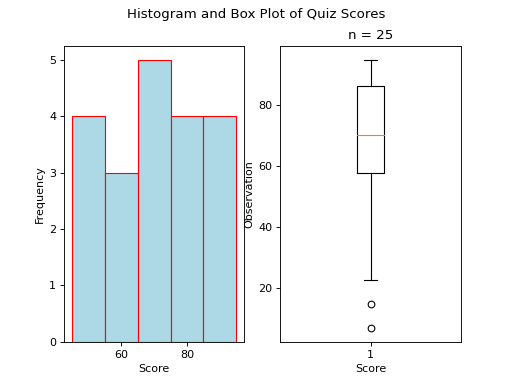 Histogram and Box Plot of Quiz Scores
5
4
3
2
1
0
Frequency
60 80
Score
n = 25
80
60
40
20
Observation
1
Score